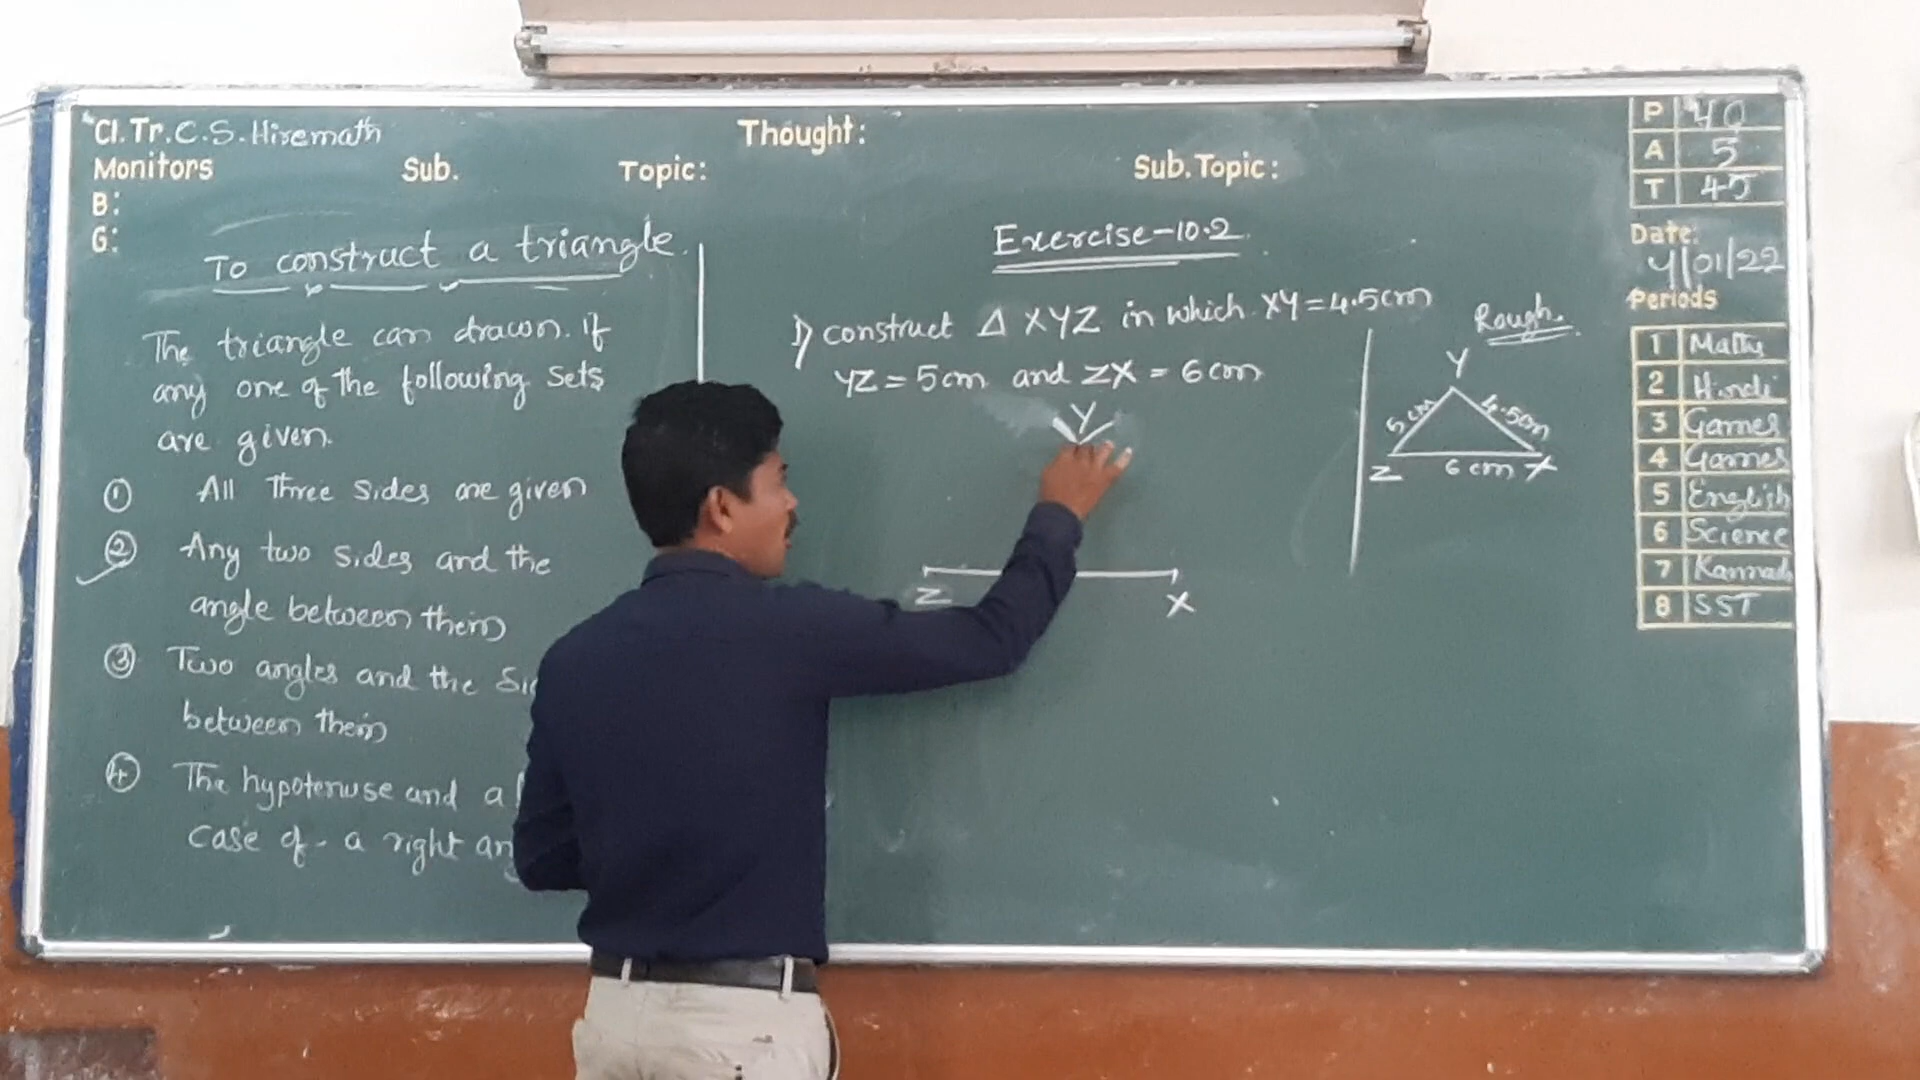 Cl.Tr. C.S. Hiremath
Thought:
Monitors Sub. Topic: Sub.Topic:
B:
G:
To construct a triangle.
The triangle can drawn. if
any one of the following sets
are given.
① All three sides are given
② Any two sides and the
angle between them
③ Two angles and the
between them
④ The hypotenuse and a
case of a right
Exercise-10.2
1) construct Δ XYZ in which XY=4.5cm
YZ = 5cm and ZX = 6cm
Y
Z X
Rough.
Y
5cm 4.5cm
Z 6cm X
P 40
A 5
T 45
Date:
4/01/22
Periods
1 Maths
2 Hindi
3 Games
4 Games
5 English
6 Science
7 Kannada
8 SST